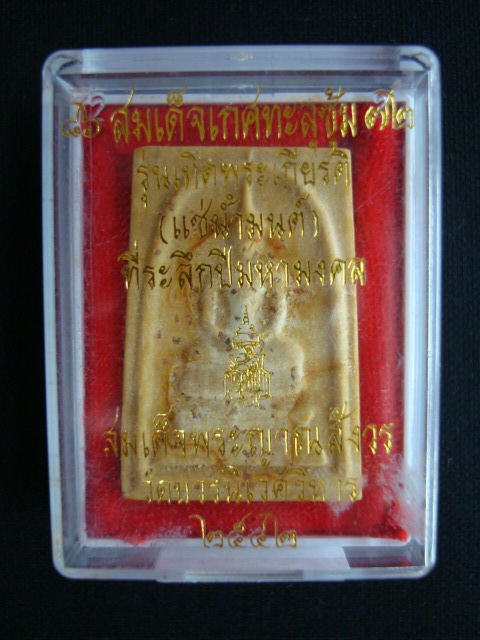 สมเด็จเกศทะลุซุ้ม ๗๒
รุ่นเทิดพระเกียรติ
(แช่น้ำมนต์)
ที่ระลึกปีมหามงคล
สมเด็จพระญาณสังวร
วัดบวรนิเวศวิหาร
๒๕๕๒